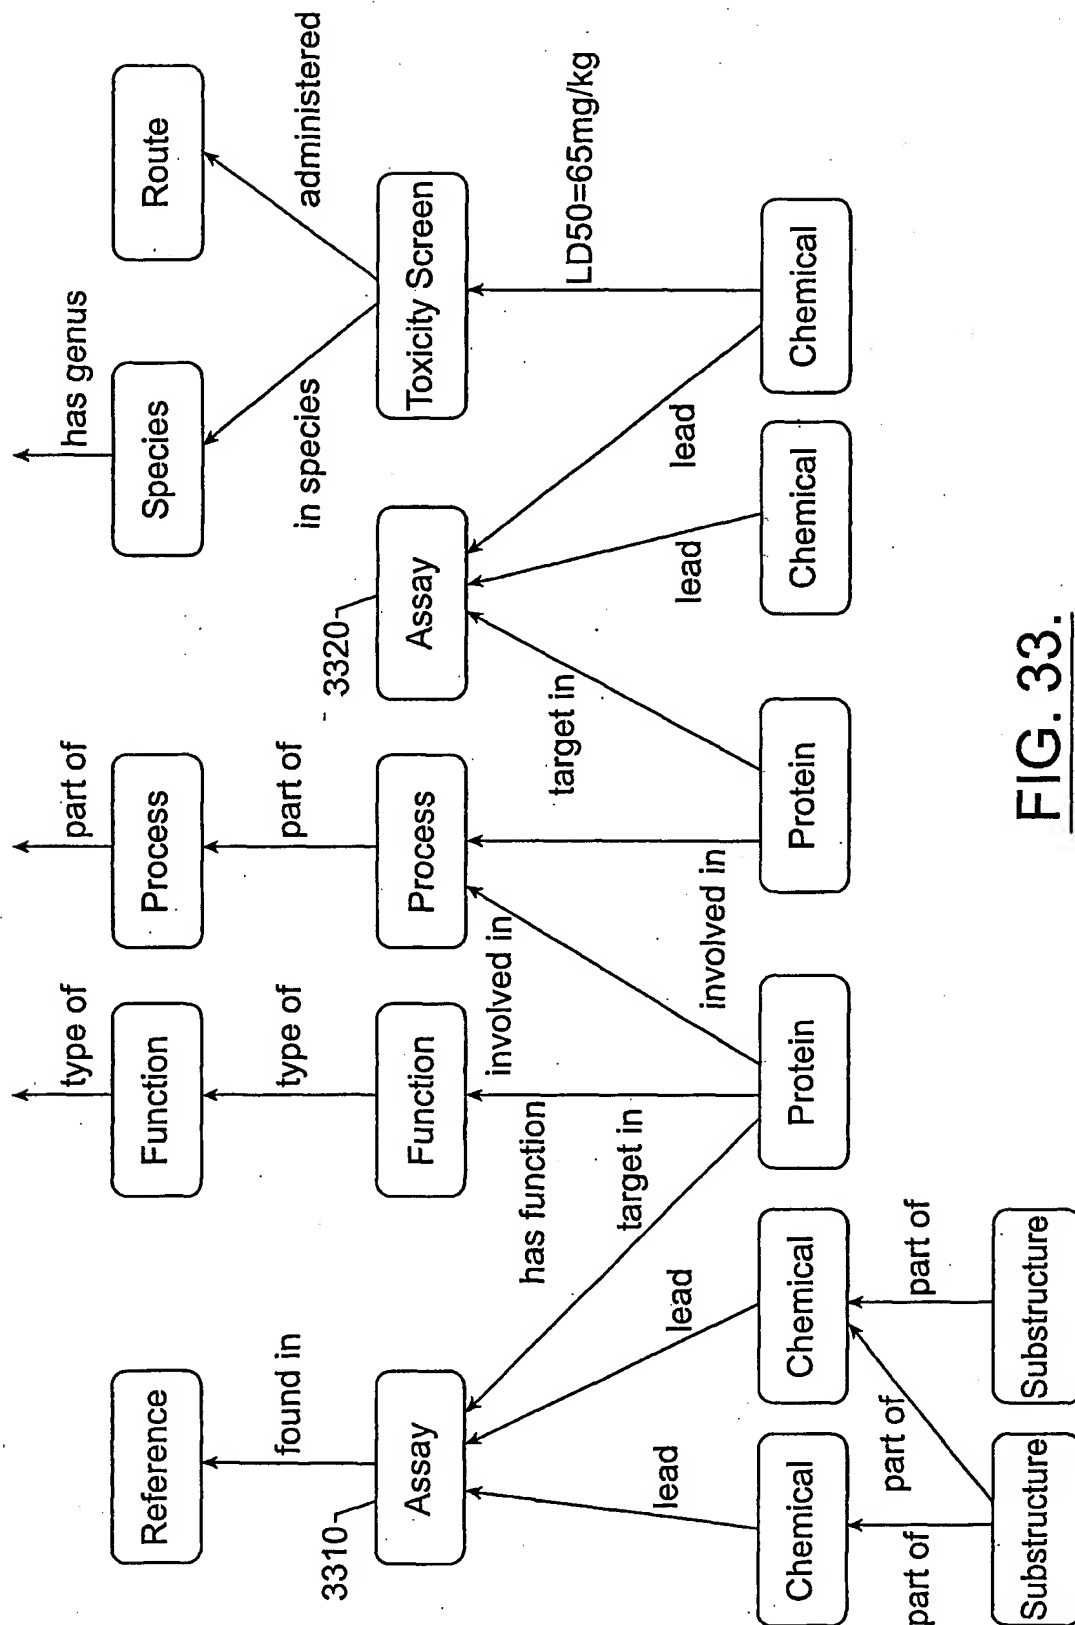 has genus
Route
Species
administered
in species
Toxicity Screen
LD50=65mg/kg
Chemical
lead
Chemical
lead
3320
Assay
part of
Process
part of
Process
target in
involved in
Protein
type of
Function
type of
Function
involved in
has function
target in
Protein
Reference
found in
3310
Assay
lead
lead
Chemical
Chemical
part of
part of
part of
Substructure
Substructure
FIG. 33.